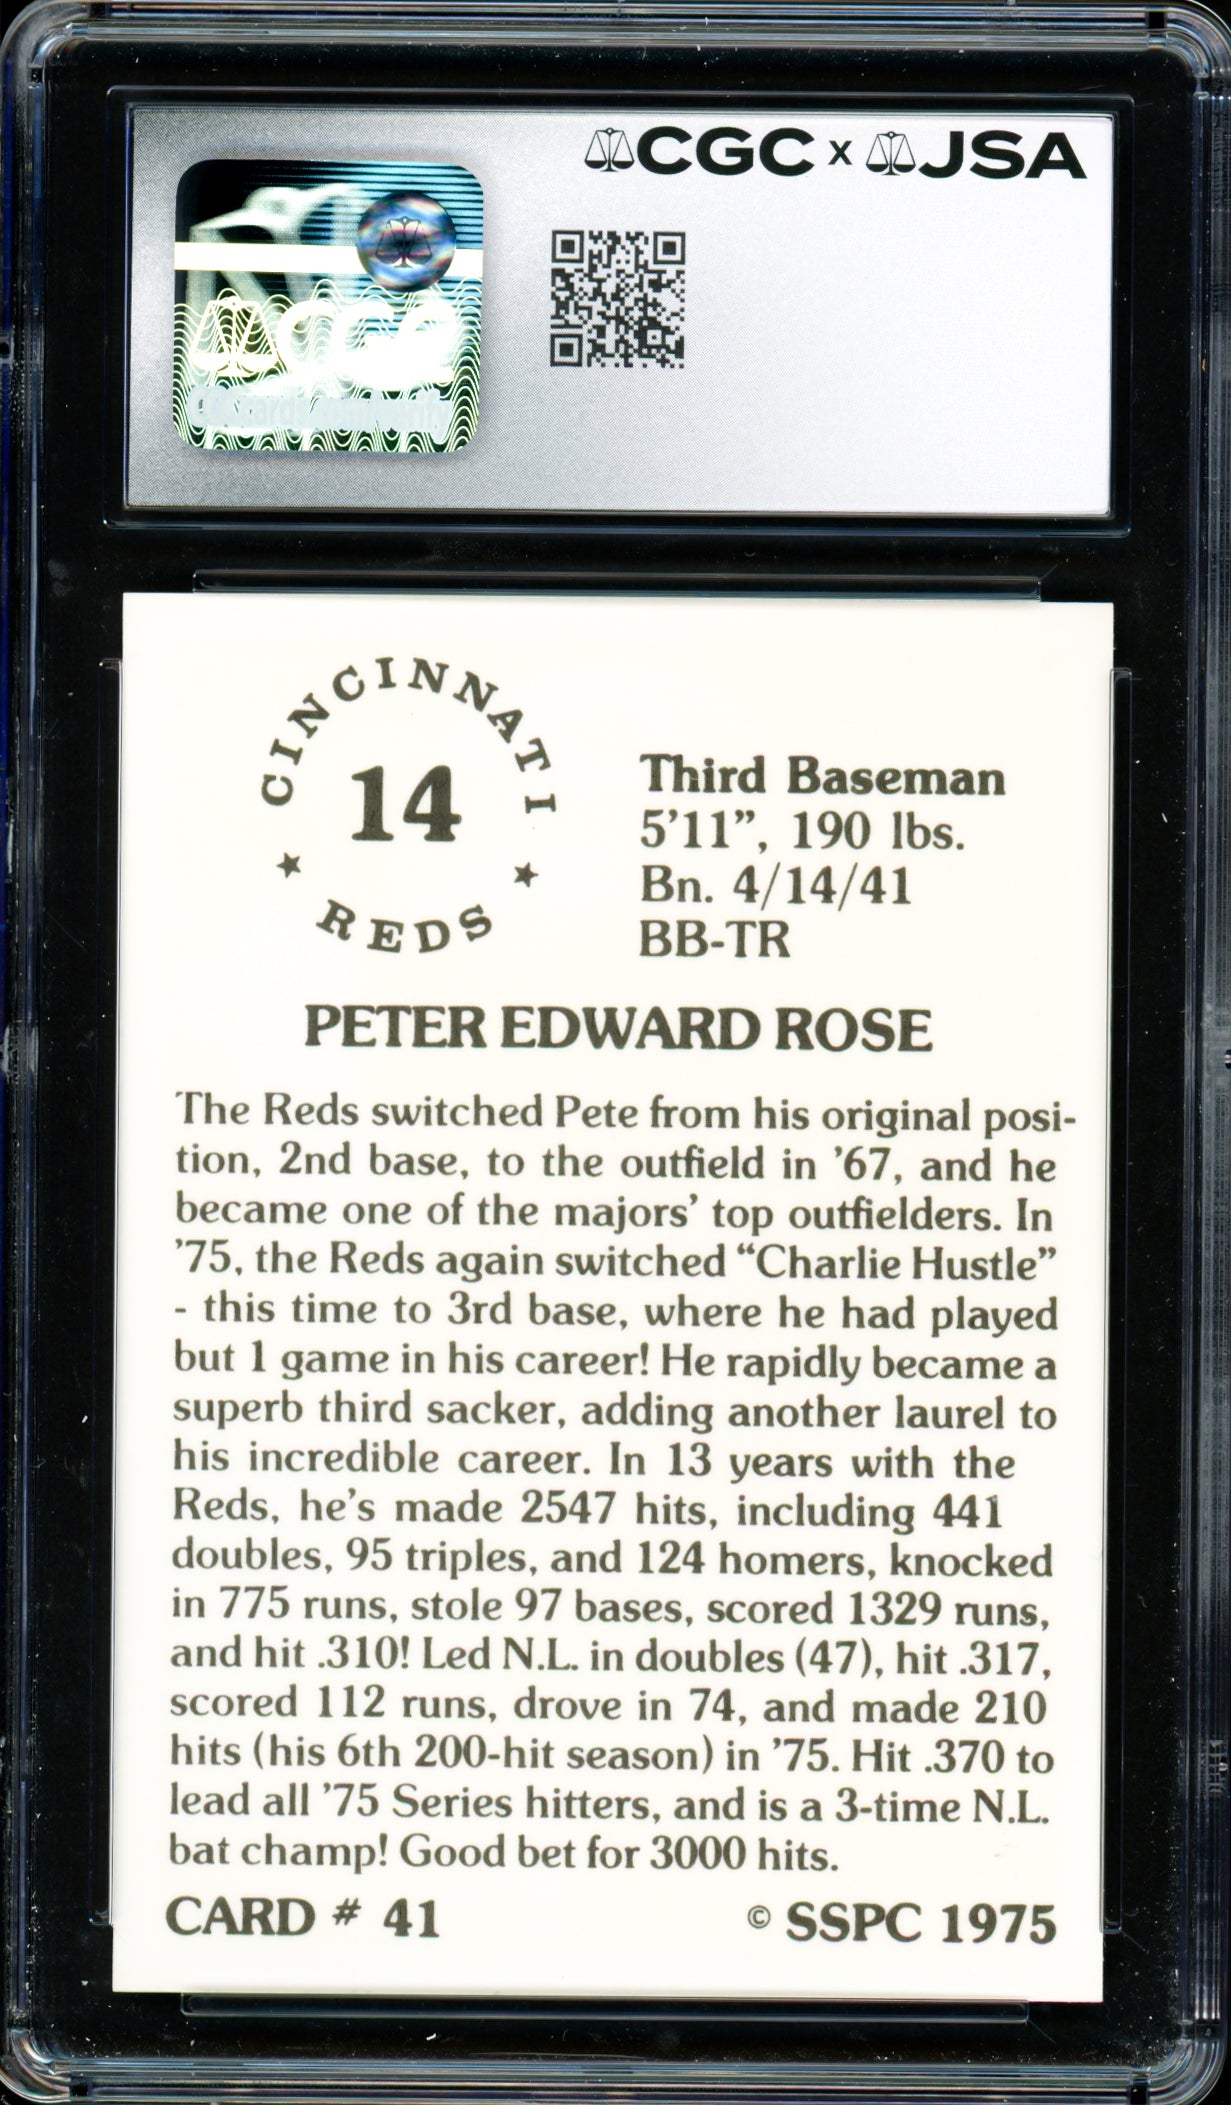 CGC x JSA
CGC
CINCINNATI
14
REDS
Third Baseman
5'11", 190 lbs.
Bn. 4/14/41
BB-TR
PETER EDWARD ROSE
The Reds switched Pete from his original posi-
tion, 2nd base, to the outfield in '67, and he
became one of the majors' top outfielders. In
'75, the Reds again switched "Charlie Hustle"
- this time to 3rd base, where he had played
but 1 game in his career! He rapidly became a
superb third sacker, adding another laurel to
his incredible career. In 13 years with the
Reds, he's made 2547 hits, including 441
doubles, 95 triples, and 124 homers, knocked
in 775 runs, stole 97 bases, scored 1329 runs,
and hit .310! Led N.L. in doubles (47), hit .317,
scored 112 runs, drove in 74, and made 210
hits (his 6th 200-hit season) in '75. Hit .370 to
lead all '75 Series hitters, and is a 3-time N.L.
bat champ! Good bet for 3000 hits.
CARD # 41
© SSPC 1975